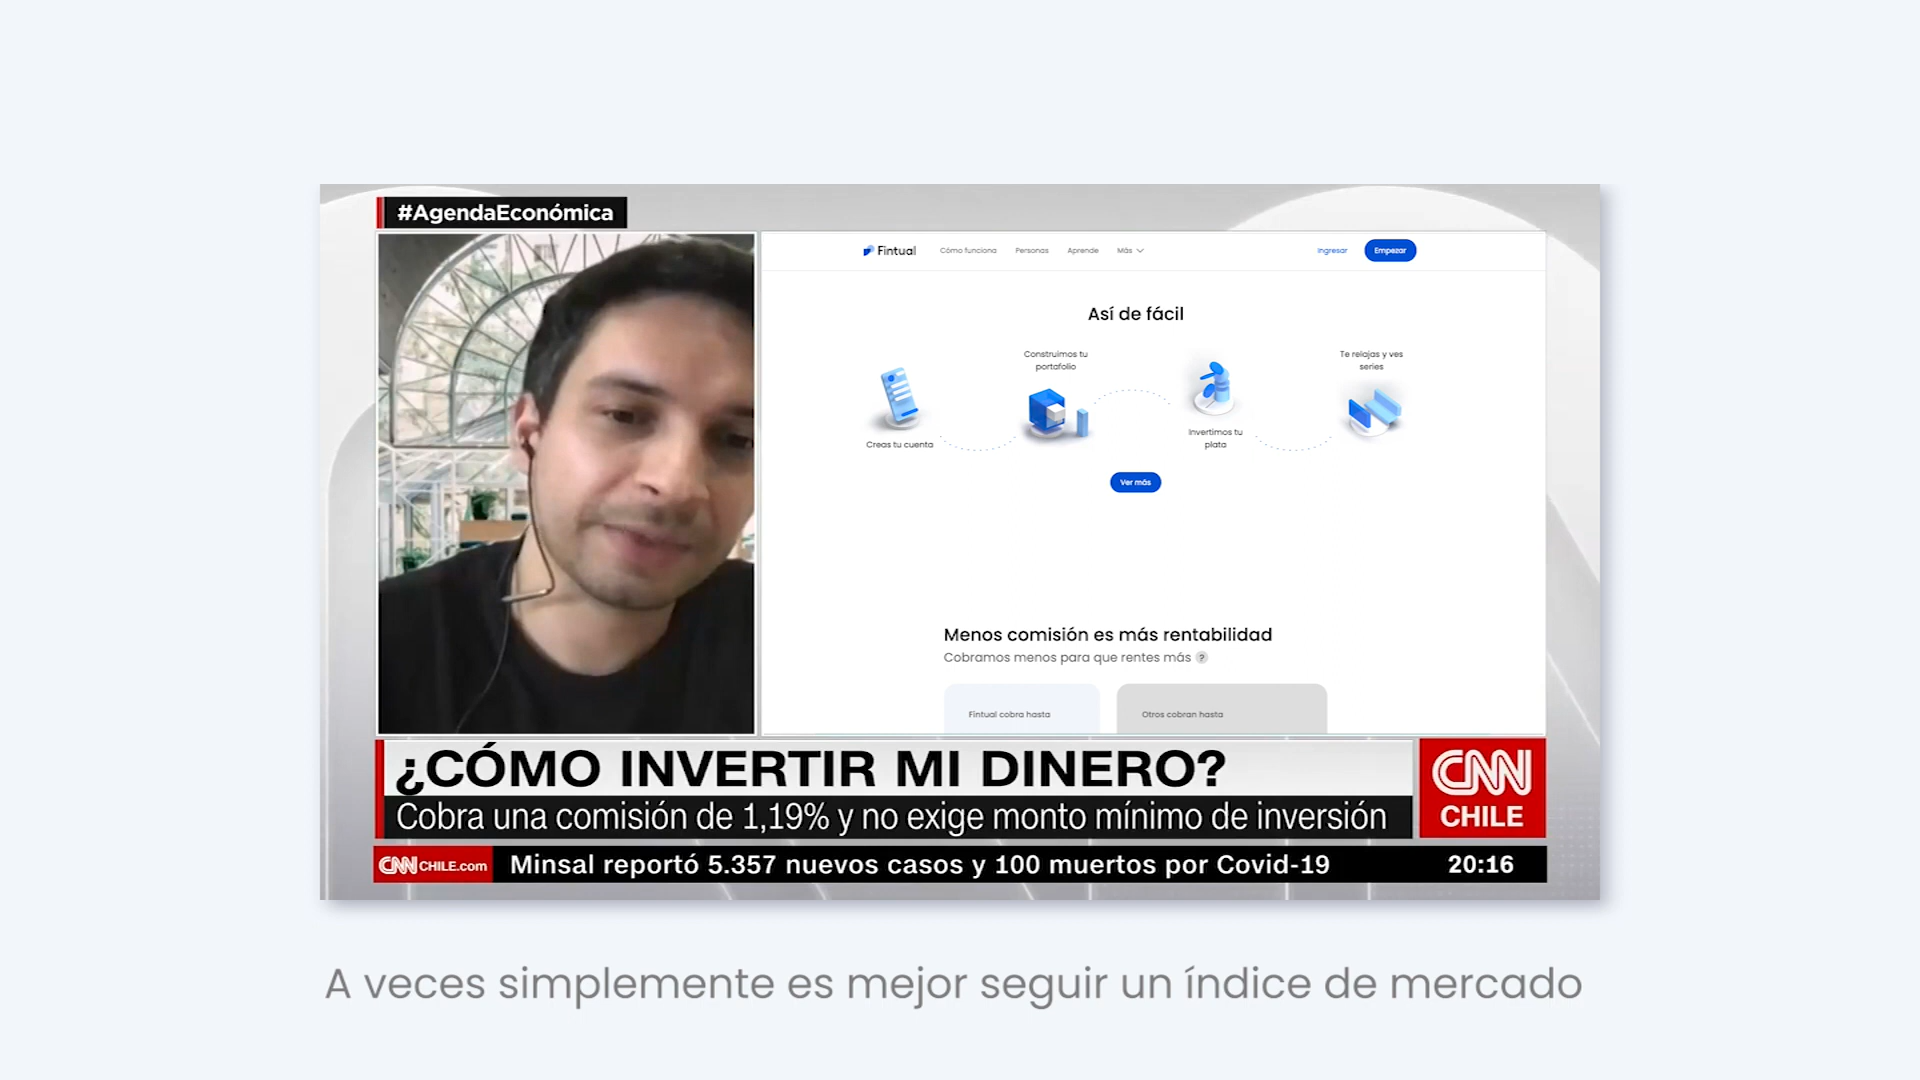 #AgendaEconómica
Fintual Cómo funciona Personas Aprende Más Ingresar Empezar
Así de fácil
Creas tu cuenta
Construimos tu
portafolio
Invertimos tu
plata
Te relajas y ves
series
Ver más
Menos comisión es más rentabilidad
Cobramos menos para que rentes más ?
Fintual cobra hasta
Otros cobran hasta
¿CÓMO INVERTIR MI DINERO?
Cobra una comisión de 1,19% y no exige monto mínimo de inversión
CNN
CHILE
CNNCHILE.com Minsal reportó 5.357 nuevos casos y 100 muertos por Covid-19 20:16
A veces simplemente es mejor seguir un índice de mercado